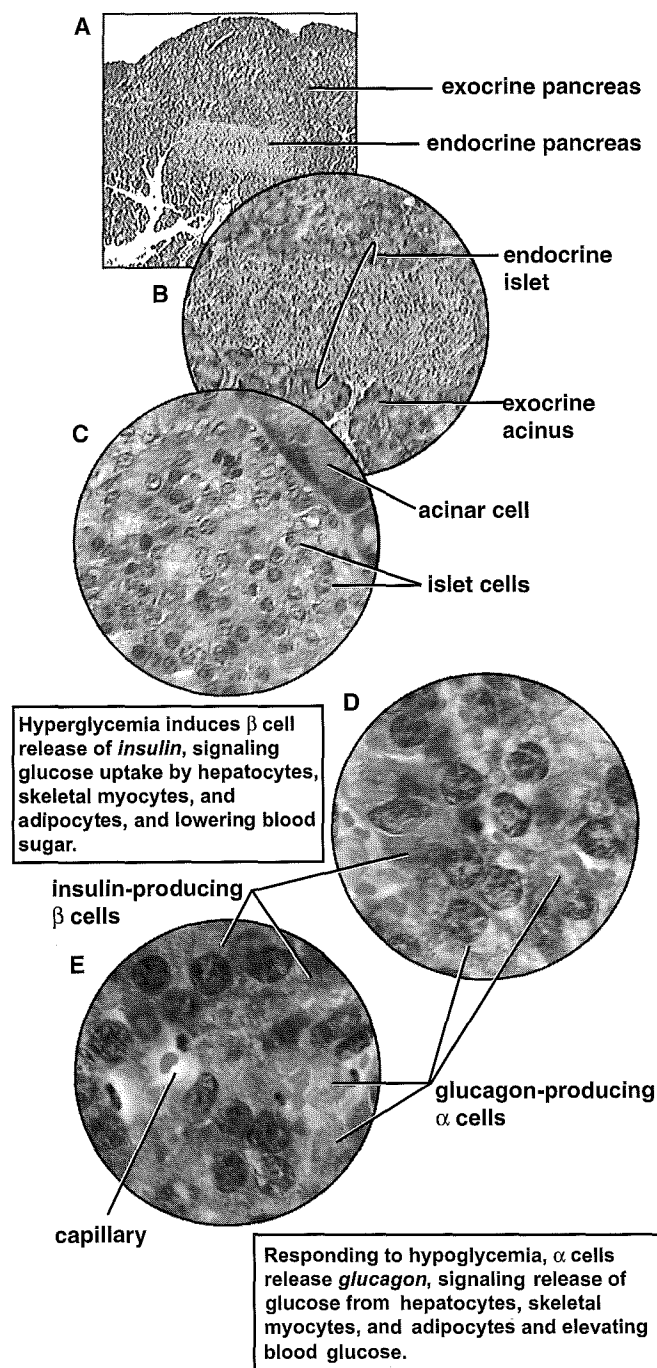 A
exocrine pancreas
endocrine pancreas
B
endocrine
islet
exocrine
acinus
C
acinar cell
islet cells
D
Hyperglycemia induces β cell
release of insulin, signaling
glucose uptake by hepatocytes,
skeletal myocytes, and
adipocytes, and lowering blood
sugar.
insulin-producing
β cells
E
glucagon-producing
α cells
capillary
Responding to hypoglycemia, α cells
release glucagon, signaling release of
glucose from hepatocytes, skeletal
myocytes, and adipocytes and elevating
blood glucose.